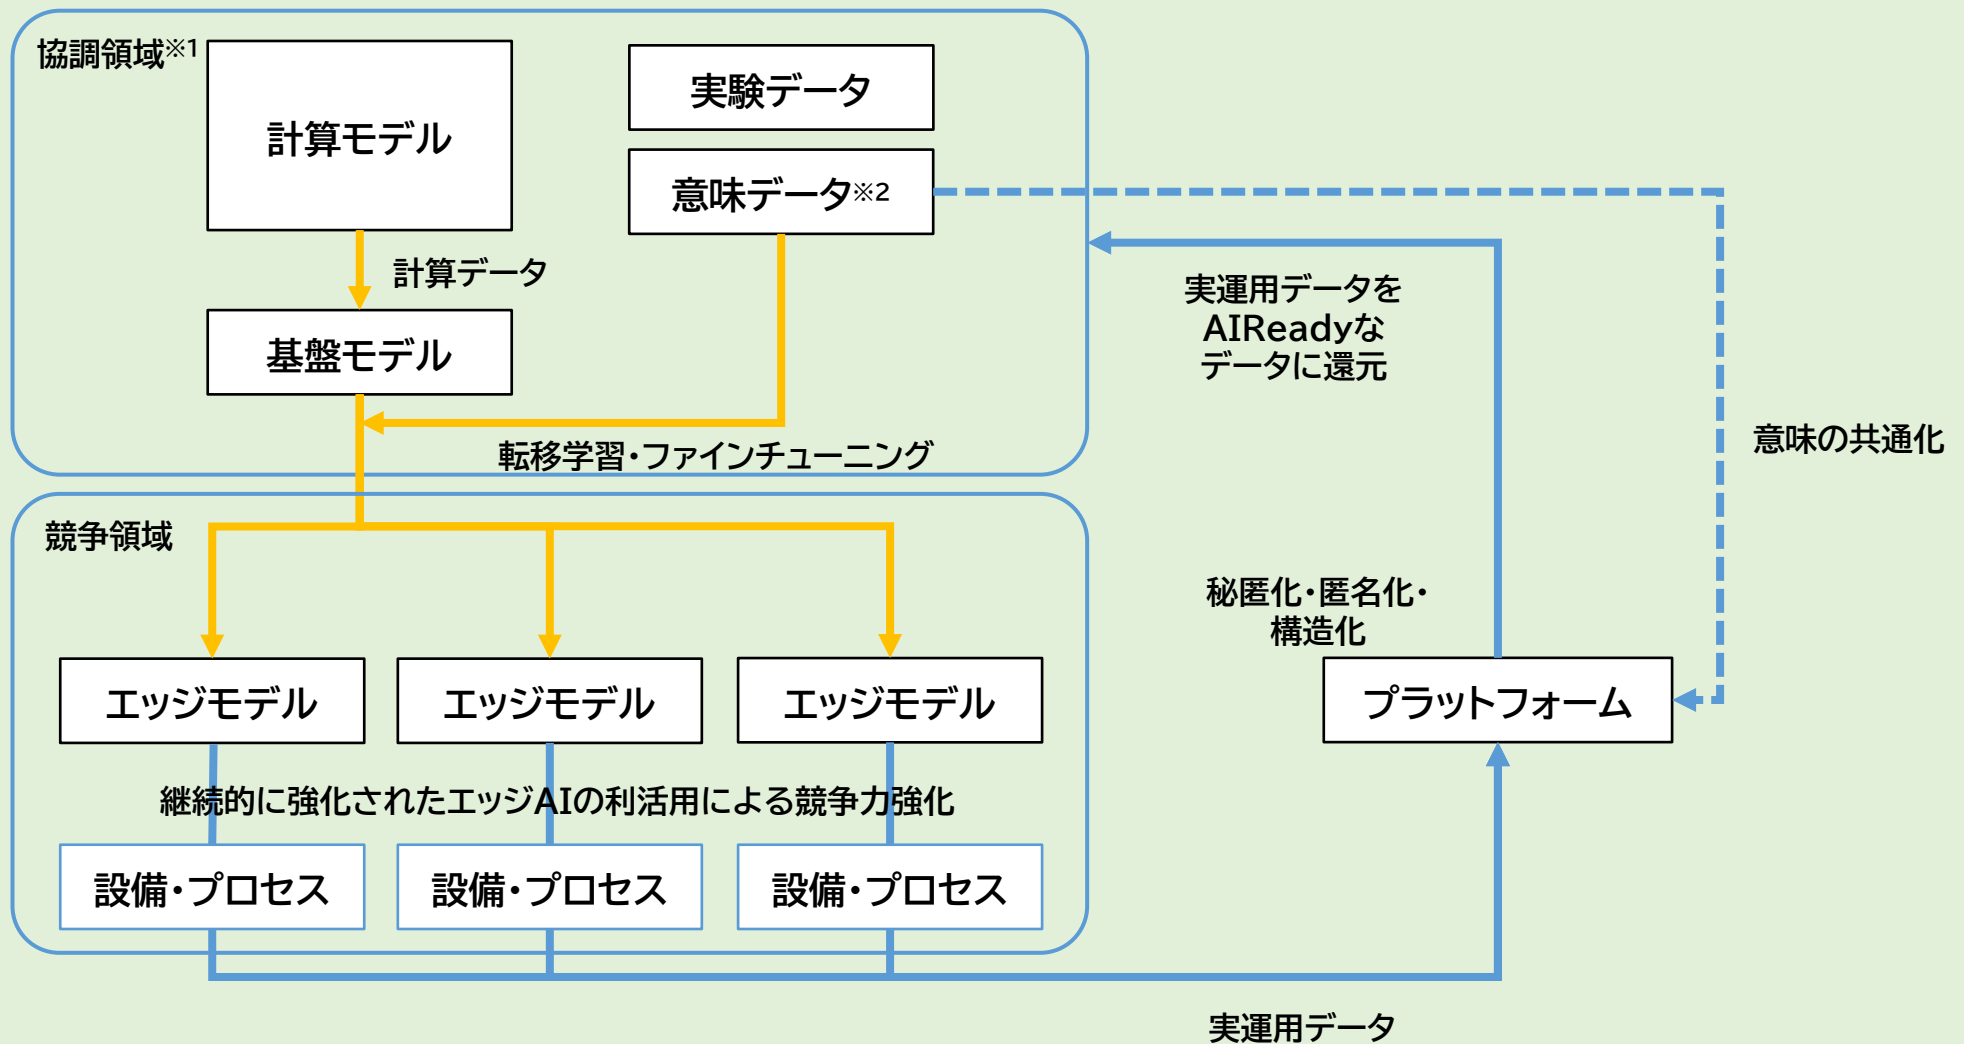 協調領域※1
計算モデル
実験データ
意味データ※2
計算データ
基盤モデル
転移学習・ファインチューニング
実運用データを
AIReadyな
データに還元
意味の共通化
競争領域
秘匿化・匿名化・
構造化
エッジモデル
エッジモデル
エッジモデル
プラットフォーム
継続的に強化されたエッジAIの利活用による競争力強化
設備・プロセス
設備・プロセス
設備・プロセス
実運用データ